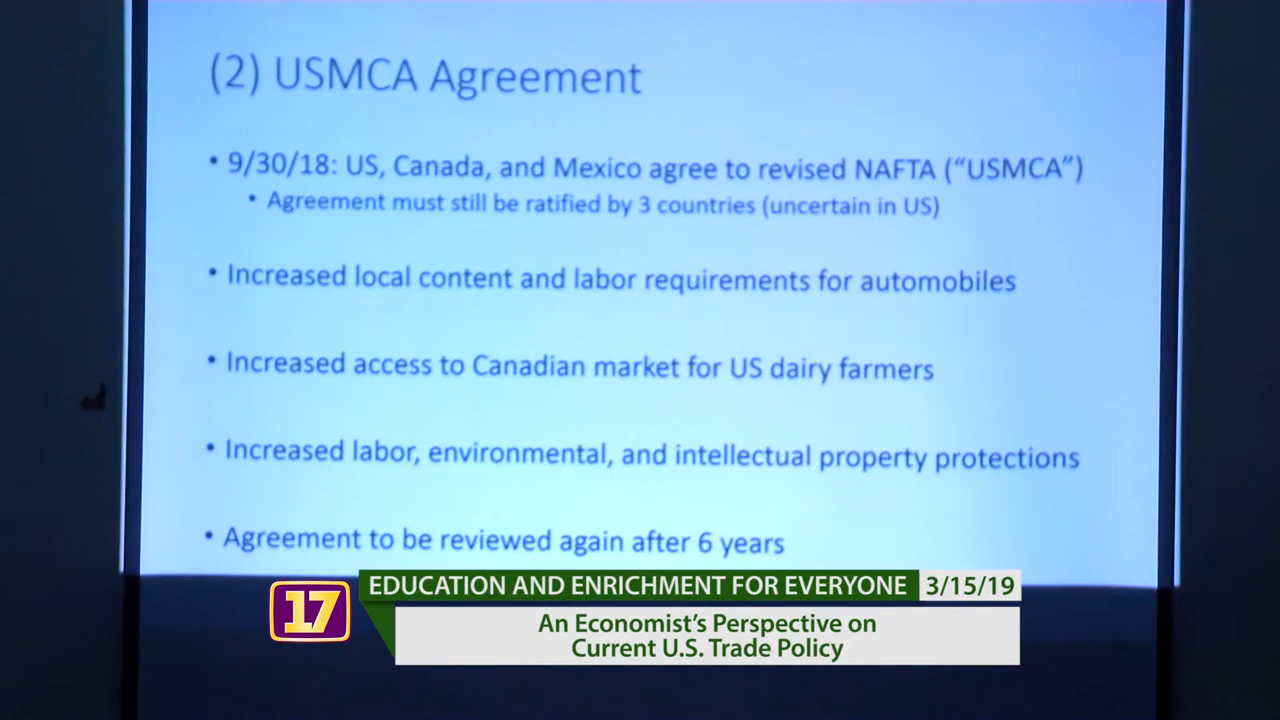 (2) USMCA Agreement
• 9/30/18: US, Canada, and Mexico agree to revised NAFTA (“USMCA”)
• Agreement must still be ratified by 3 countries (uncertain in US)
• Increased local content and labor requirements for automobiles
• Increased access to Canadian market for US dairy farmers
• Increased labor, environmental, and intellectual property protections
• Agreement to be reviewed again after 6 years
17
EDUCATION AND ENRICHMENT FOR EVERYONE 3/15/19
An Economist’s Perspective on
Current U.S. Trade Policy